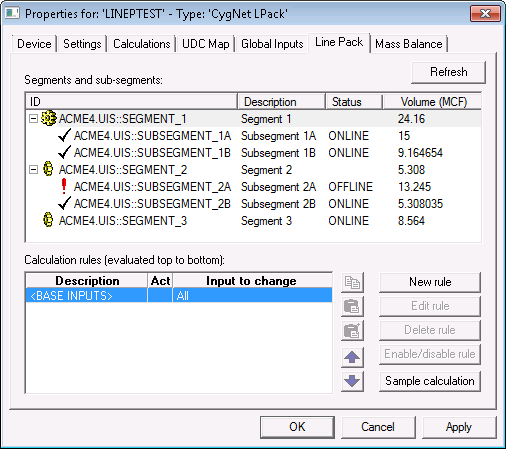 Properties for: 'LINEPTEST' - Type: 'CygNet LPack'
Device Settings Calculations UDC Map Global Inputs Line Pack Mass Balance
Refresh
Segments and sub-segments:
ID Description Status Volume (MCF)
ACME4.UIS::SEGMENT_1 Segment 1 24.16
ACME4.UIS::SUBSEGMENT_1A Subsegment 1A ONLINE 15
ACME4.UIS::SUBSEGMENT_1B Subsegment 1B ONLINE 9.164654
ACME4.UIS::SEGMENT_2 Segment 2 5.308
ACME4.UIS::SUBSEGMENT_2A Subsegment 2A OFFLINE 13.245
ACME4.UIS::SUBSEGMENT_2B Subsegment 2B ONLINE 5.308035
ACME4.UIS::SEGMENT_3 Segment 3 ONLINE 8.564
Calculation rules (evaluated top to bottom):
Description Act Input to change
<BASE INPUTS> All
New rule
Edit rule
Delete rule
Enable/disable rule
Sample calculation
OK Cancel Apply